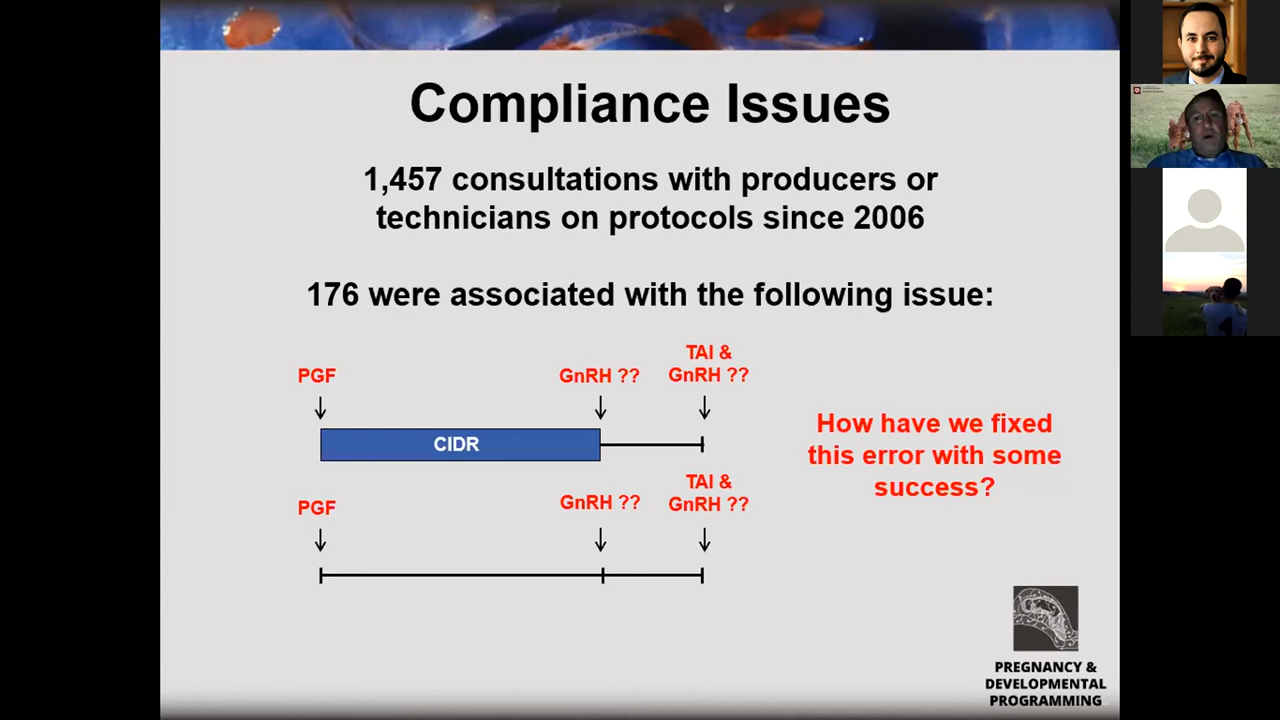 Compliance Issues
1,457 consultations with producers or
technicians on protocols since 2006
176 were associated with the following issue:
PGF
GnRH ??
TAI &
GnRH ??
CIDR
PGF
GnRH ??
TAI &
GnRH ??
How have we fixed
this error with some
success?
PREGNANCY &
DEVELOPMENTAL
PROGRAMMING